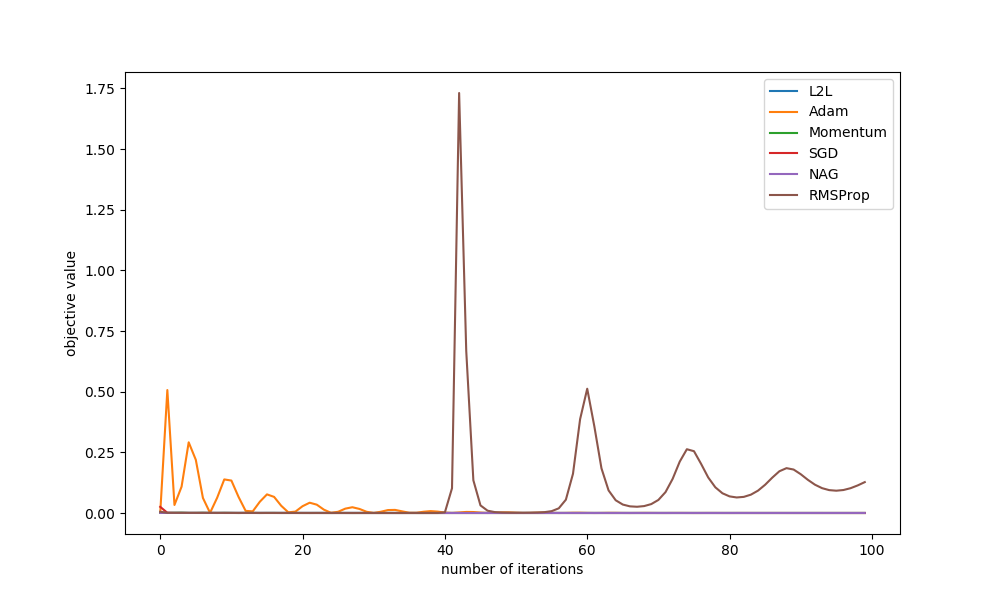 1.75
1.50
1.25
1.00
0.75
0.50
0.25
0.00
objective value
0 20 40 60 80 100
number of iterations
L2L
Adam
Momentum
SGD
NAG
RMSProp